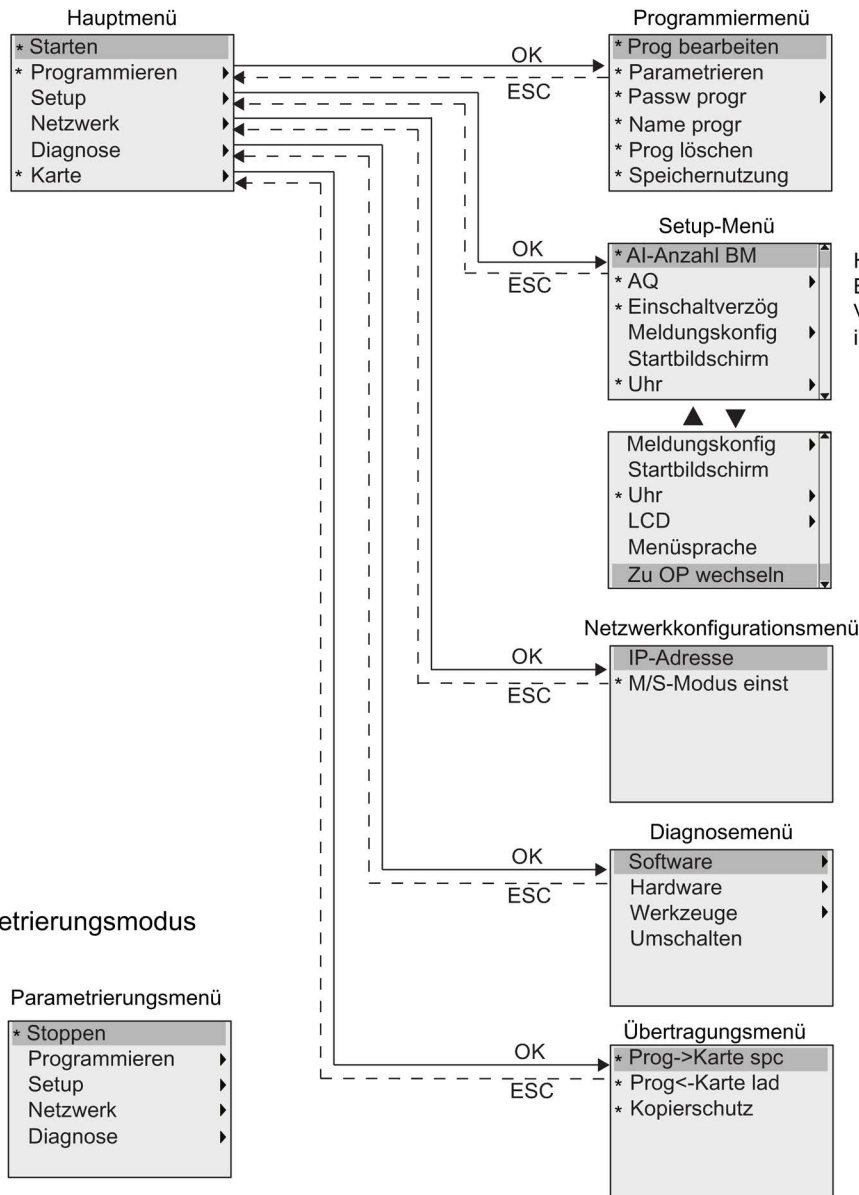 Hauptmenü
* Starten
* Programmieren
Setup
Netzwerk
Diagnose
* Karte
OK
ESC
Programmiermenü
* Prog bearbeiten
* Parametrieren
* Passw progr
* Name progr
* Prog löschen
* Speichernutzung
OK
ESC
Setup-Menü
* AI-Anzahl BM
* AQ
* Einschaltverzög
Meldungskonfig
Startbildschirm
* Uhr
Meldungskonfig
Startbildschirm
* Uhr
LCD
Menüsprache
Zu OP wechseln
OK
ESC
Netzwerkkonfigurationsmenü
IP-Adresse
* M/S-Modus einst
OK
ESC
Diagnosemenü
Software
Hardware
Werkzeuge
Umschalten
etrierungsmodus
Parametrierungsmenü
* Stoppen
Programmieren
Setup
Netzwerk
Diagnose
OK
ESC
Übertragungsmenü
* Prog->Karte spc
* Prog<-Karte lad
* Kopierschutz